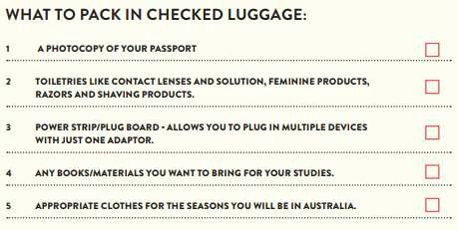 WHAT TO PACK IN CHECKED LUGGAGE:
1 A PHOTOCOPY OF YOUR PASSPORT
2 TOILETRIES LIKE CONTACT LENSES AND SOLUTION, FEMININE PRODUCTS,
RAZORS AND SHAVING PRODUCTS.
3 POWER STRIP/PLUG BOARD - ALLOWS YOU TO PLUG IN MULTIPLE DEVICES
WITH JUST ONE ADAPTOR.
4 ANY BOOKS/MATERIALS YOU WANT TO BRING FOR YOUR STUDIES.
5 APPROPRIATE CLOTHES FOR THE SEASONS YOU WILL BE IN AUSTRALIA.